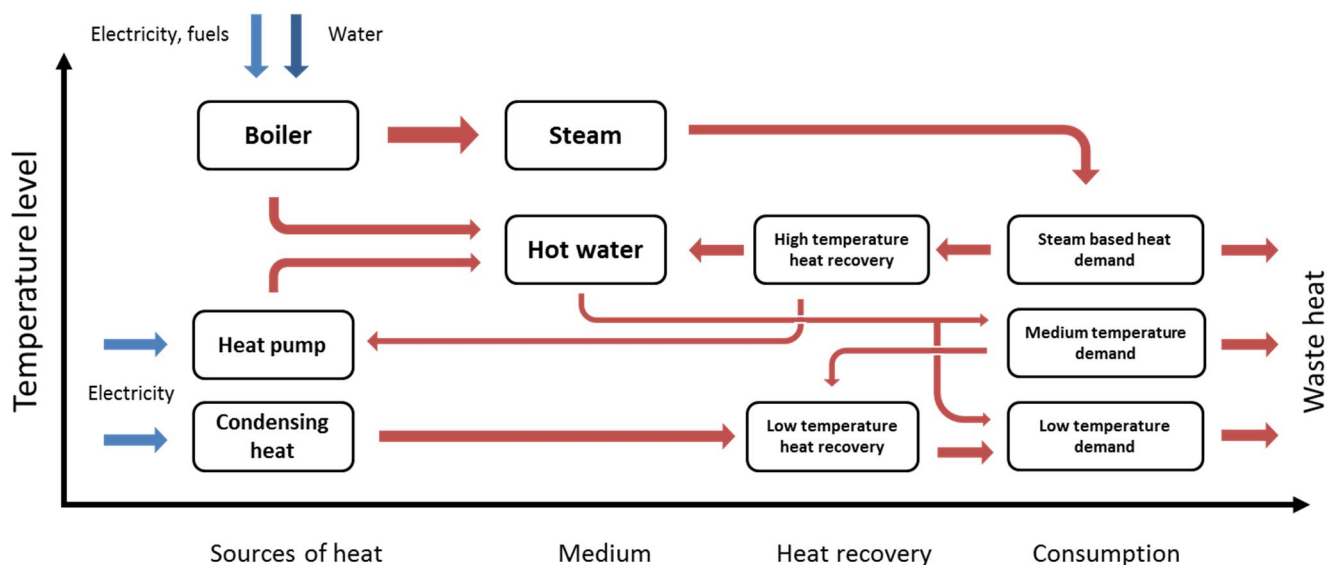 Electricity, fuels
Water
Temperature level
Boiler
Steam
Hot water
High temperature
heat recovery
Steam based heat
demand
Heat pump
Medium temperature
demand
Electricity
Condensing
heat
Low temperature
heat recovery
Low temperature
demand
Waste heat
Sources of heat
Medium
Heat recovery
Consumption